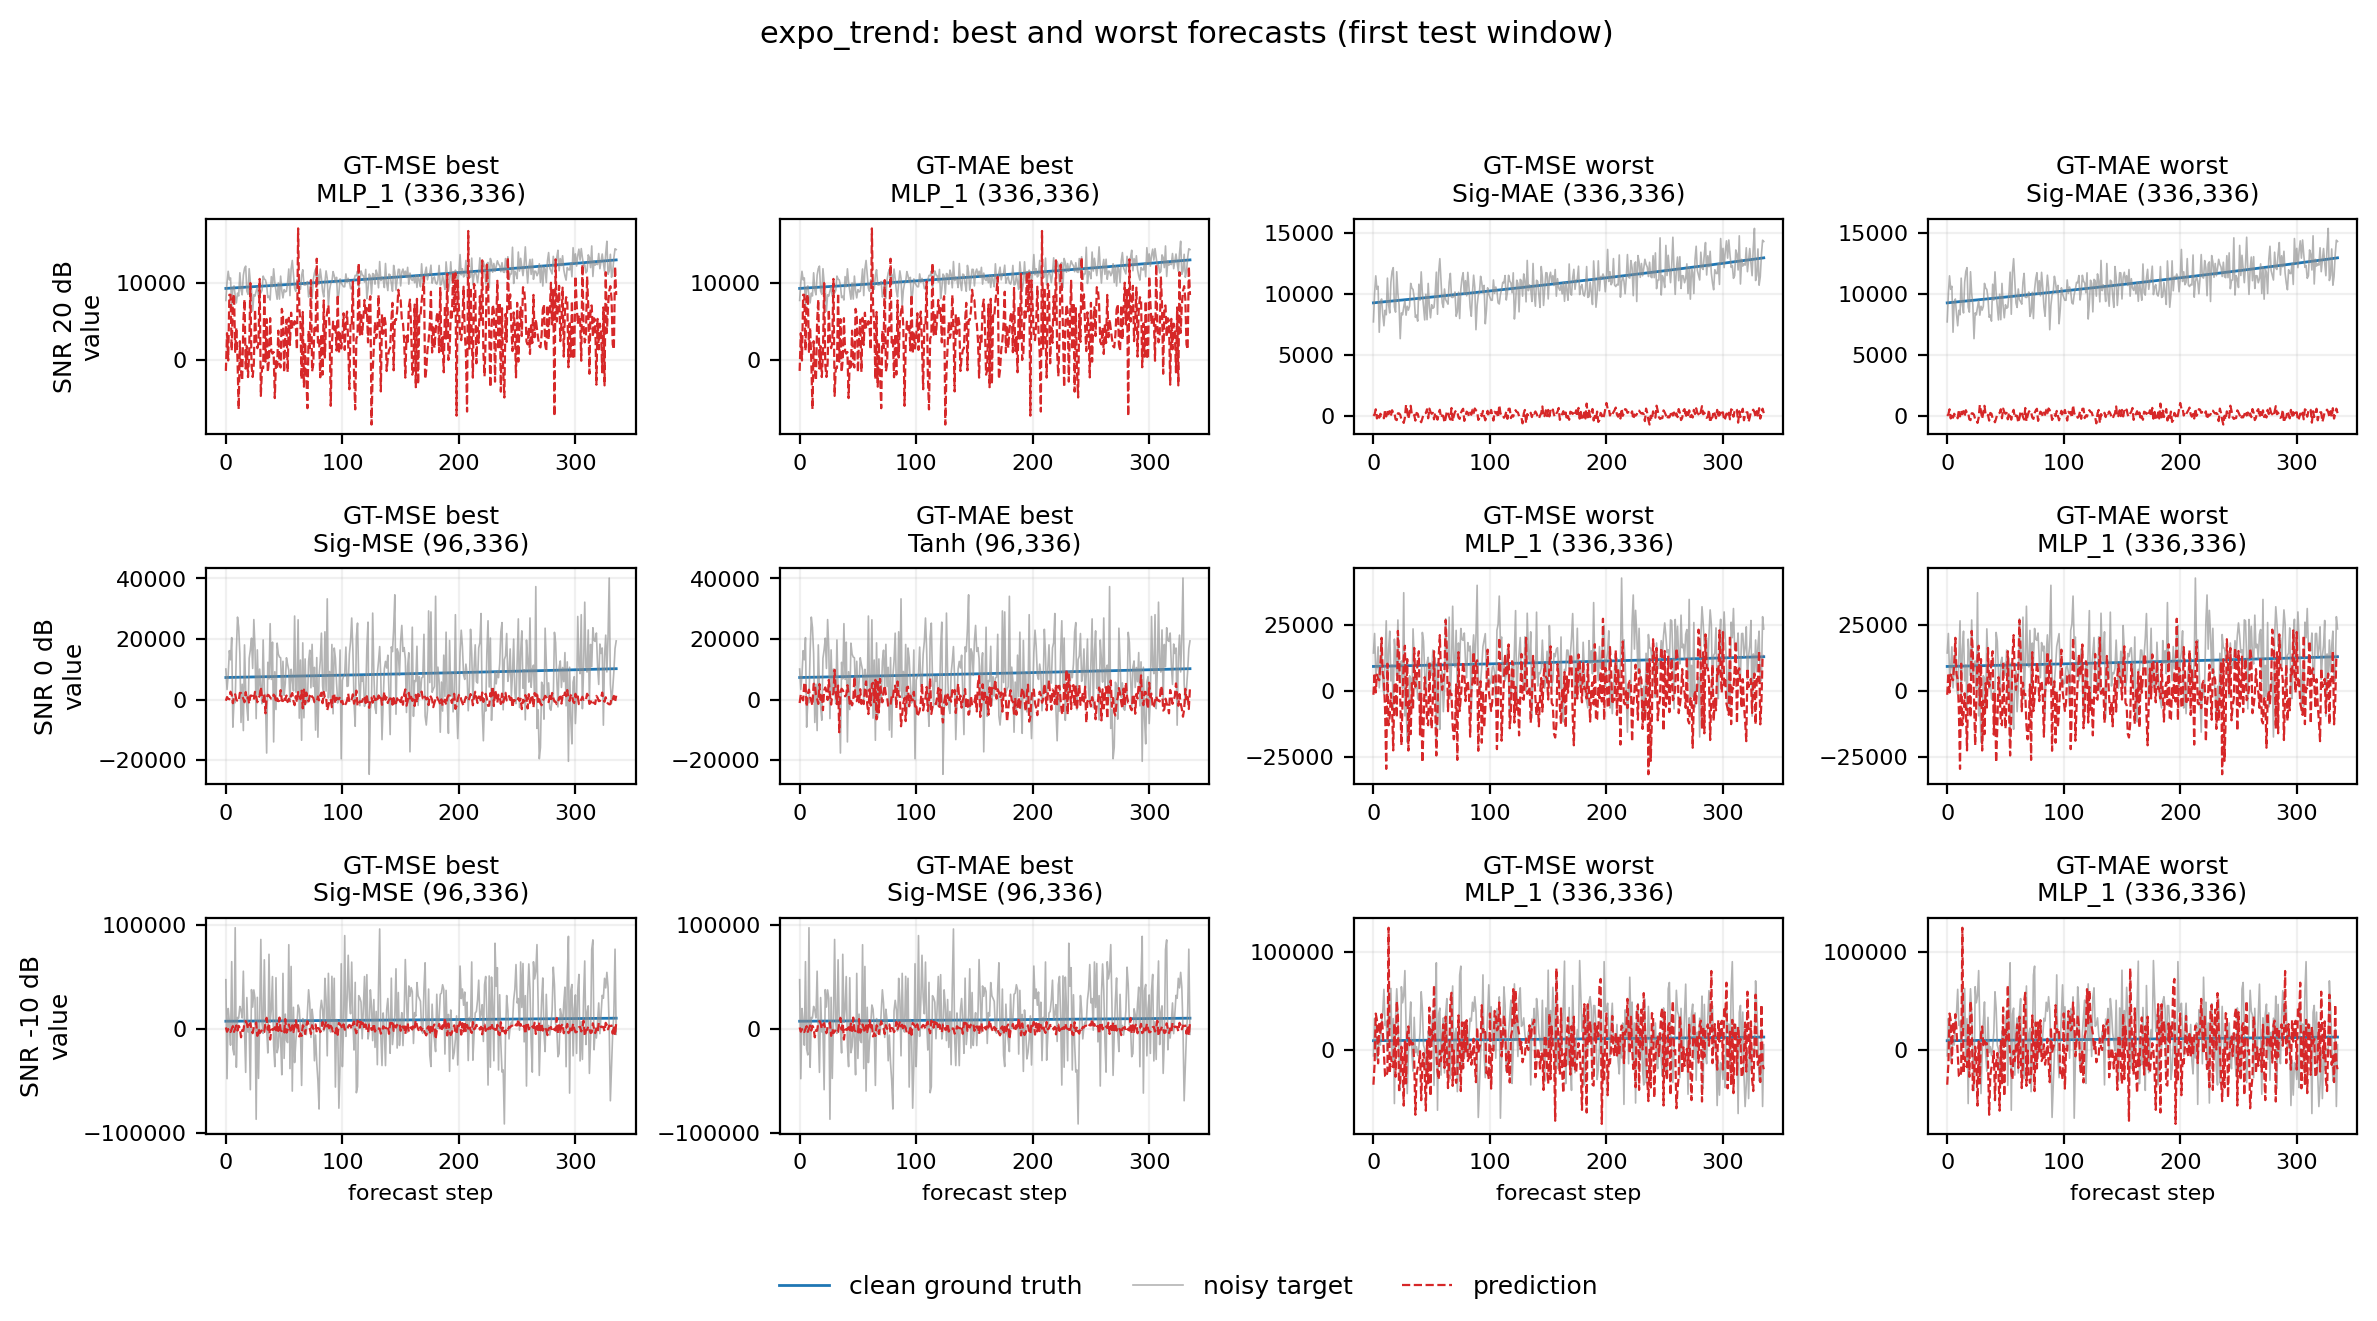 expo_trend: best and worst forecasts (first test window)
GT-MSE best
MLP_1 (336,336)
GT-MAE best
MLP_1 (336,336)
GT-MSE worst
Sig-MAE (336,336)
GT-MAE worst
Sig-MAE (336,336)
SNR 20 dB
value
10000
0
0 100 200 300
10000
0
0 100 200 300
15000
10000
5000
0
0 100 200 300
15000
10000
5000
0
0 100 200 300
GT-MSE best
Sig-MSE (96,336)
GT-MAE best
Tanh (96,336)
GT-MSE worst
MLP_1 (336,336)
GT-MAE worst
MLP_1 (336,336)
SNR 0 dB
value
40000
20000
0
−20000
0 100 200 300
40000
20000
0
−20000
0 100 200 300
25000
0
−25000
0 100 200 300
25000
0
−25000
0 100 200 300
GT-MSE best
Sig-MSE (96,336)
GT-MAE best
Sig-MSE (96,336)
GT-MSE worst
MLP_1 (336,336)
GT-MAE worst
MLP_1 (336,336)
SNR -10 dB
value
100000
0
−100000
0 100 200 300
forecast step
100000
0
−100000
0 100 200 300
forecast step
100000
0
0 100 200 300
forecast step
100000
0
0 100 200 300
forecast step
clean ground truth
noisy target
prediction